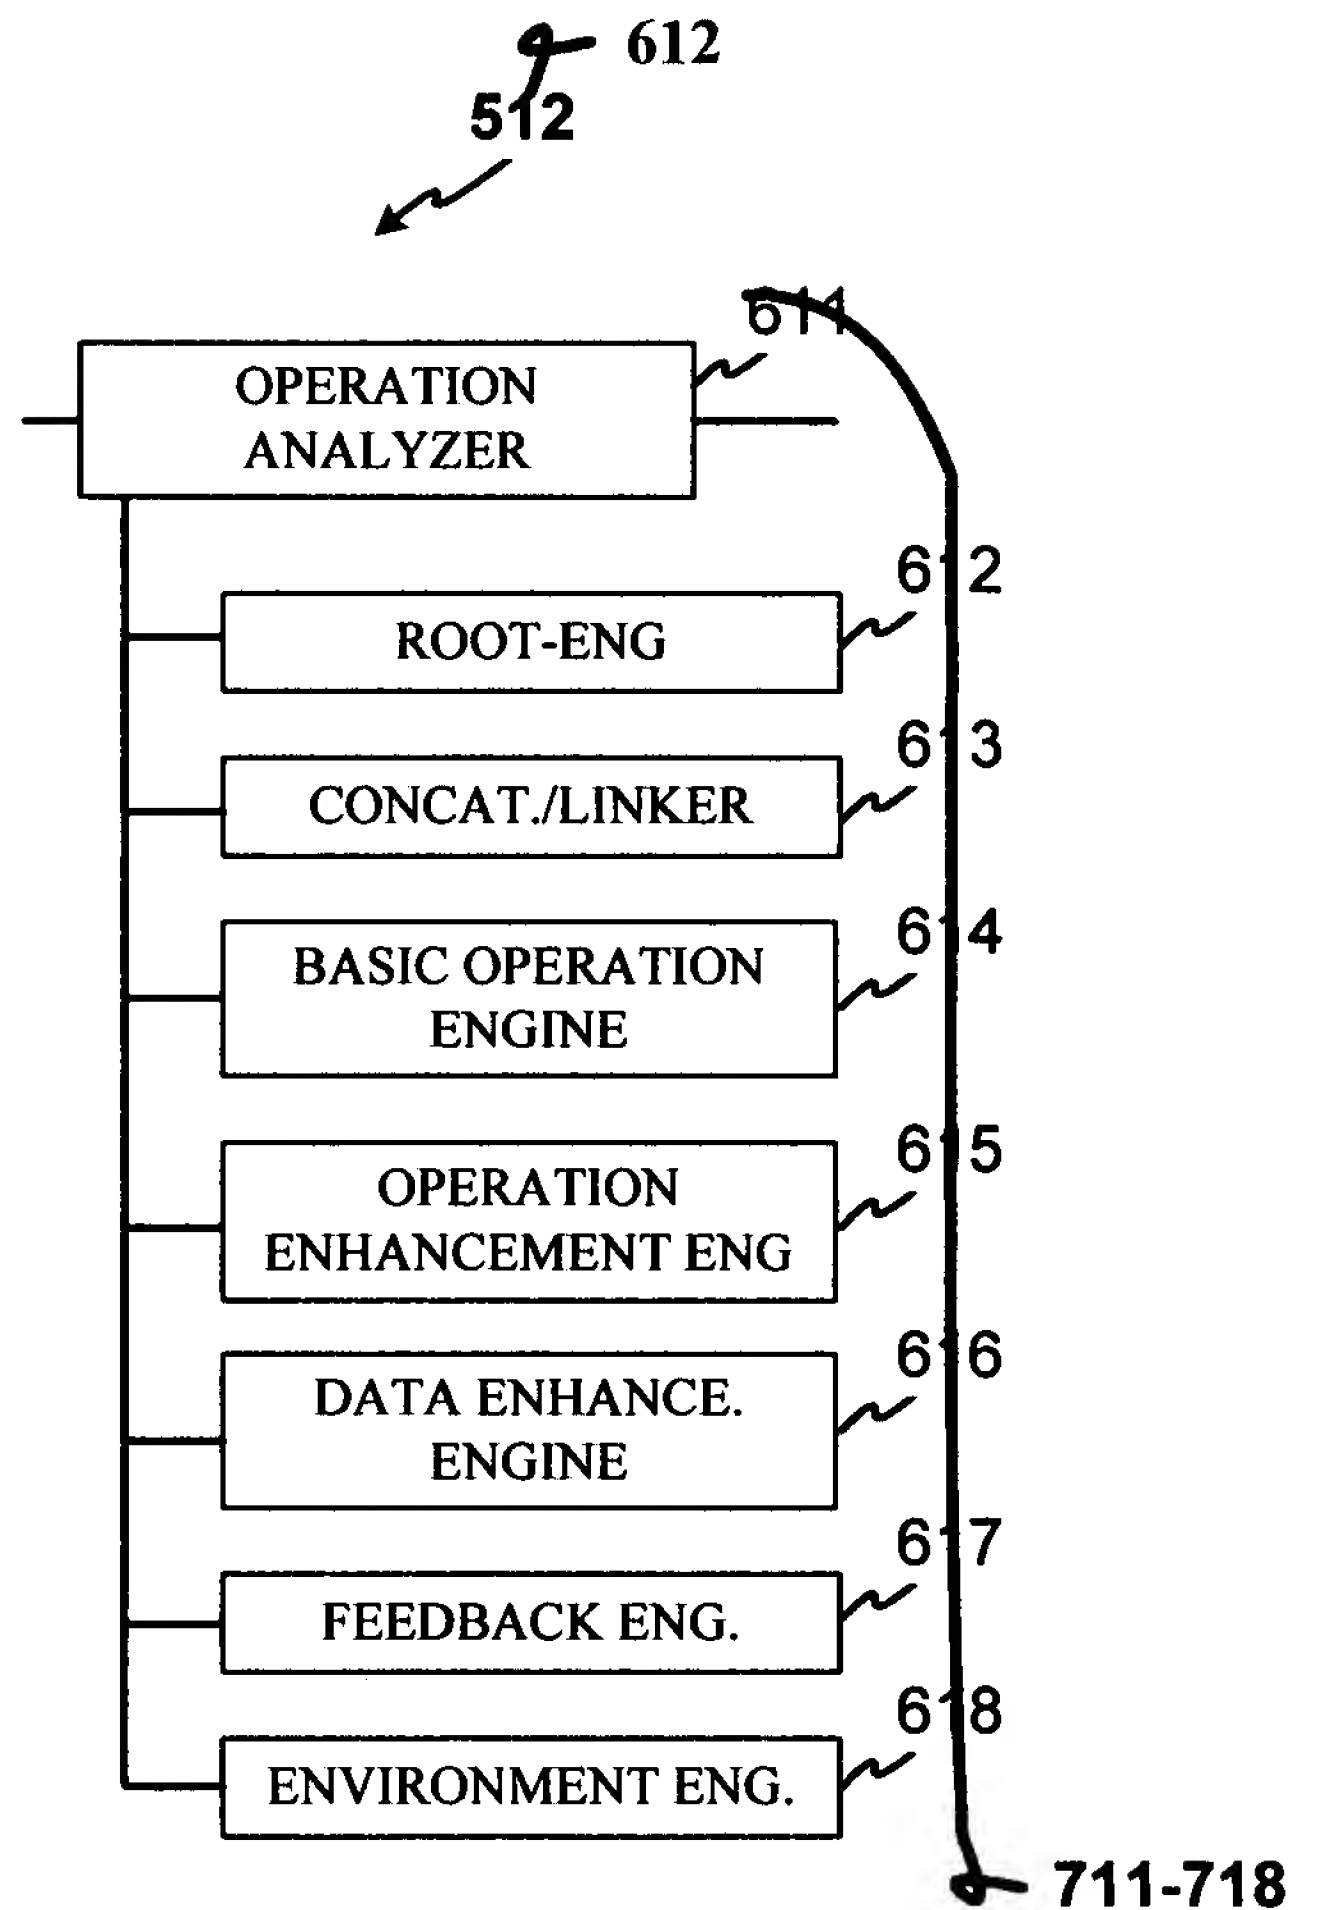 612
512
611
OPERATION
ANALYZER
612
ROOT-ENG
613
CONCAT./LINKER
614
BASIC OPERATION
ENGINE
615
OPERATION
ENHANCEMENT ENG
616
DATA ENHANCE.
ENGINE
617
FEEDBACK ENG.
618
ENVIRONMENT ENG.
711-718